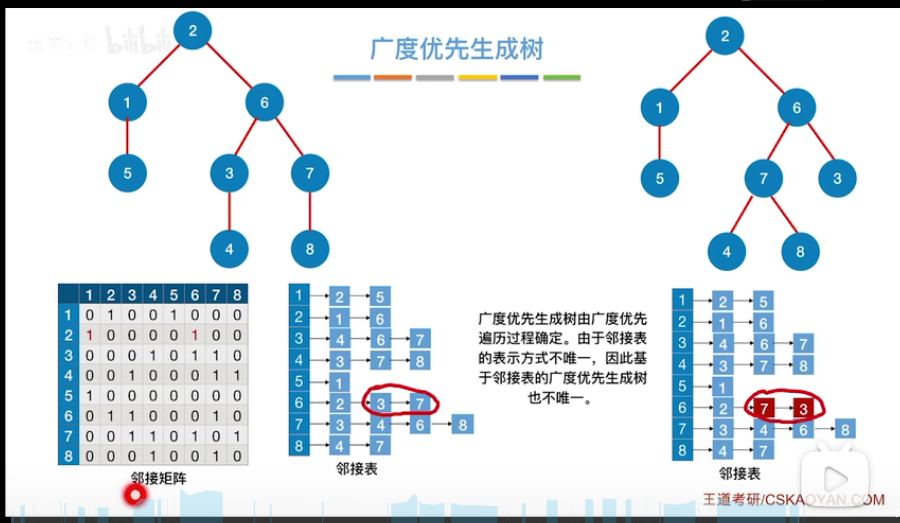 广度优先生成树
bilibili
2
1
6
5
3
7
4
8
2
1
6
5
7
3
4
8
1 2 3 4 5 6 7 8
1 0 1 0 0 1 0 0 0
2 1 0 0 0 0 1 0 0
3 0 0 0 1 0 1 1 0
4 0 0 1 0 0 0 1 1
5 1 0 0 0 0 0 0 0
6 0 1 1 0 0 0 1 0
7 0 0 1 1 0 1 0 1
8 0 0 0 1 0 0 1 0
邻接矩阵
1 2 5
2 1 6
3 4 6 7
4 3 7 8
5 1
6 2 3 7
7 3 4 6 8
8 4 7
邻接表
广度优先生成树由广度优先
遍历过程确定。由于邻接表
的表示方式不唯一，因此基
于邻接表的广度优先生成树
也不唯一。
1 2 5
2 1 6
3 4 6 7
4 3 7 8
5 1
6 2 7 3
7 3 4 6 8
8 4 7
邻接表
王道考研/CSKAOYAN.COM